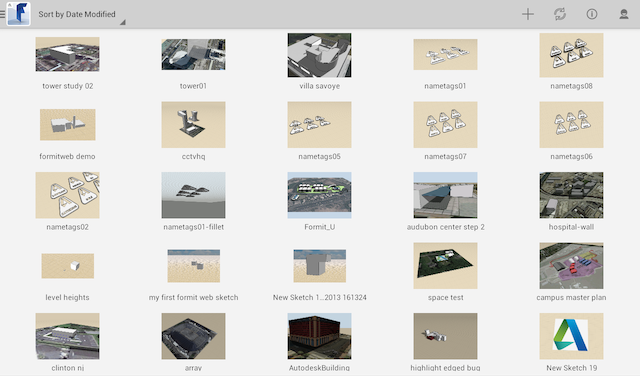 Sort by Date Modified
tower study 02
tower01
villa savoye
nametags01
nametags08
formitweb demo
cctvhq
nametags05
nametags07
nametags06
nametags02
nametags01-fillet
Formit_U
audubon center step 2
hospital-wall
level heights
my first formit web sketch
New Sketch 1...2013 161324
space test
campus master plan
clinton nj
array
AutodeskBuilding
highlight edged bug
New Sketch 19